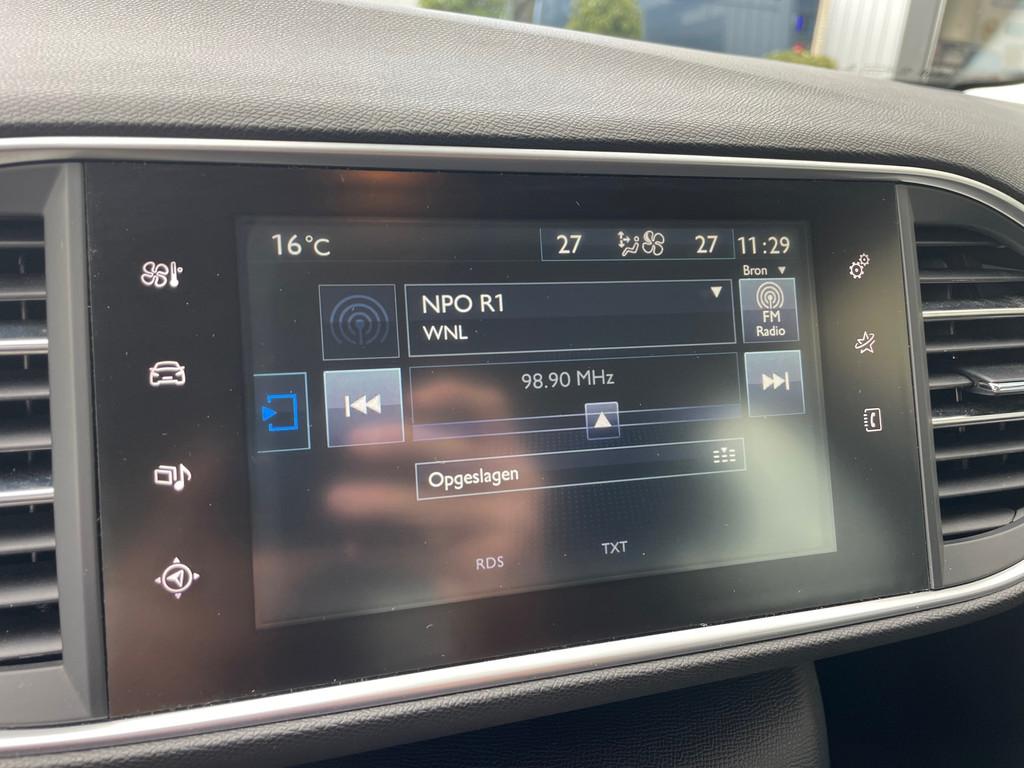 16°C 27 27 11:29
Bron
NPO R1
WNL
FM
Radio
98.90 MHz
Opgeslagen
RDS TXT